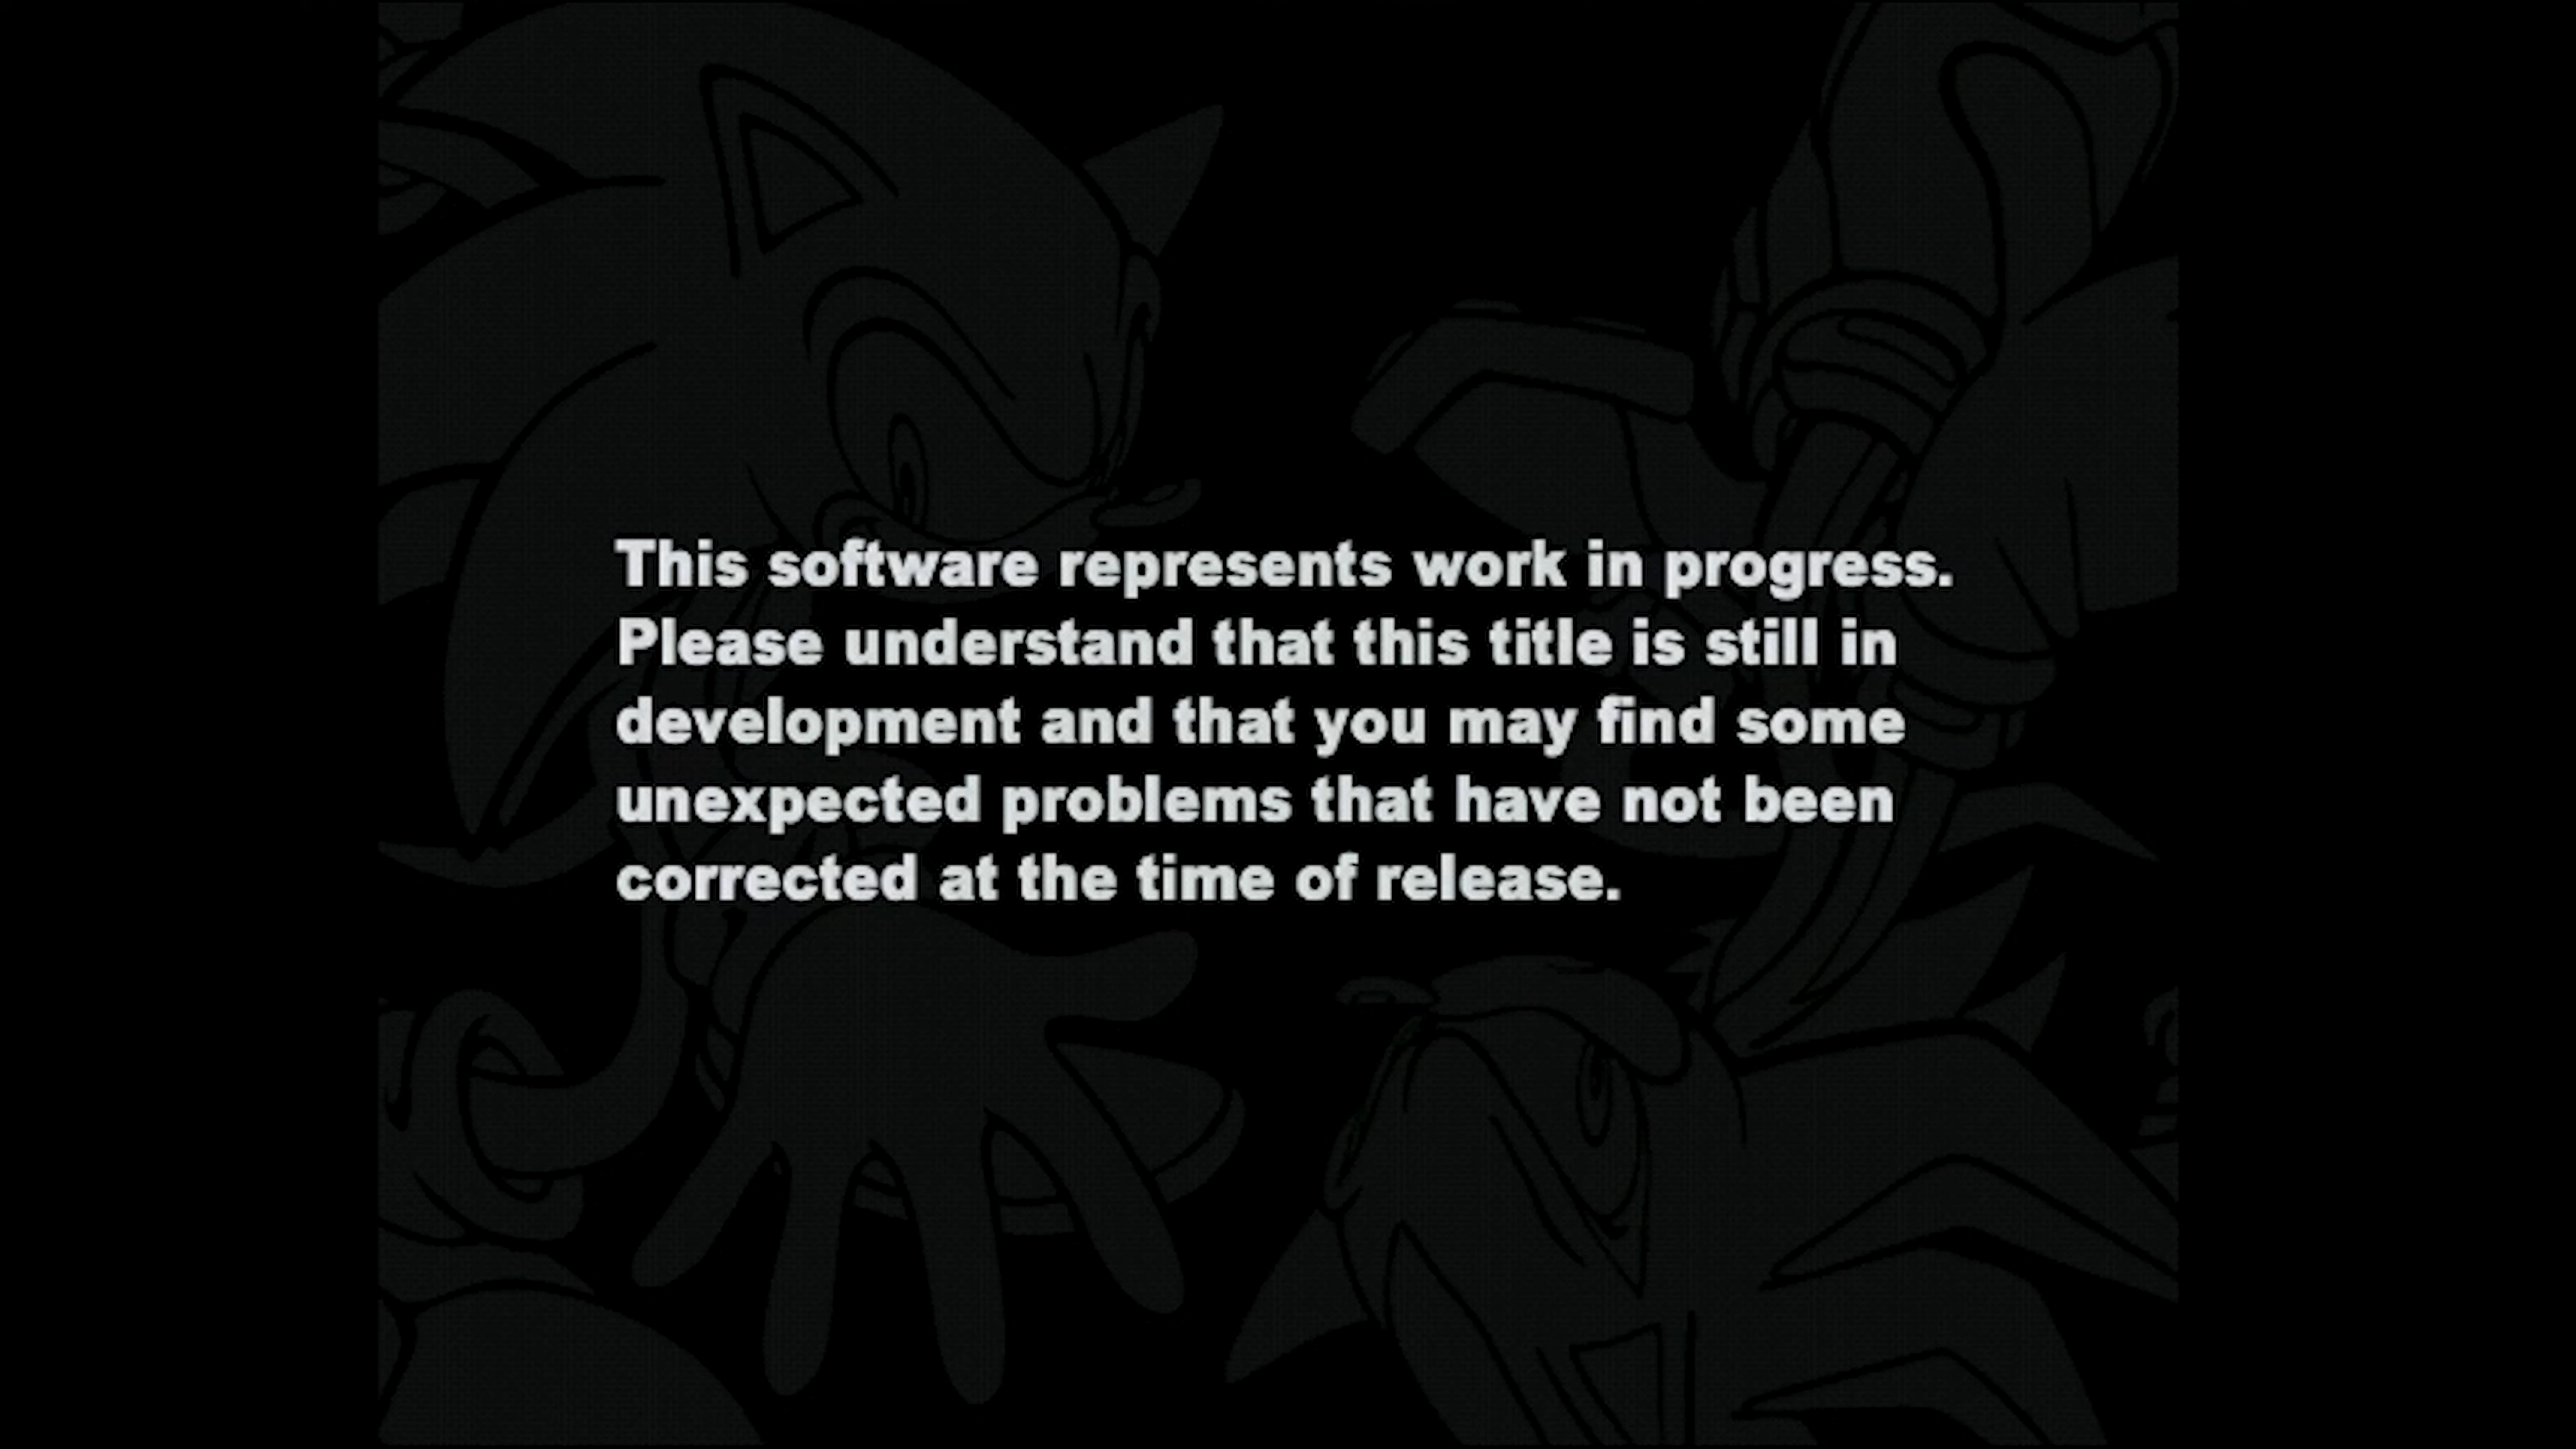 This software represents work in progress.
Please understand that this title is still in
development and that you may find some
unexpected problems that have not been
corrected at the time of release.